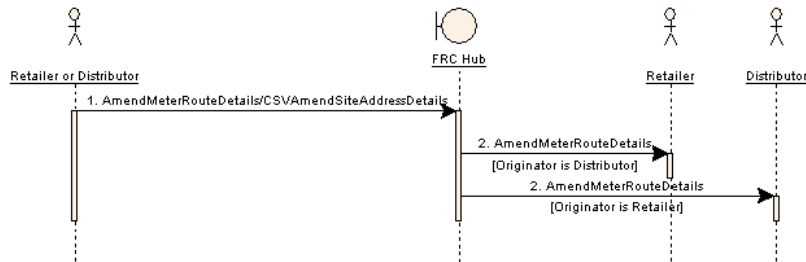 FRC Hub
Retailer or Distributor
Retailer
Distributor
1. AmendMeterRouteDetails/CSVAmendSiteAddressDetails
2. AmendMeterRouteDetails
[Originator is Distributor]
2. AmendMeterRouteDetails
[Originator is Retailer]